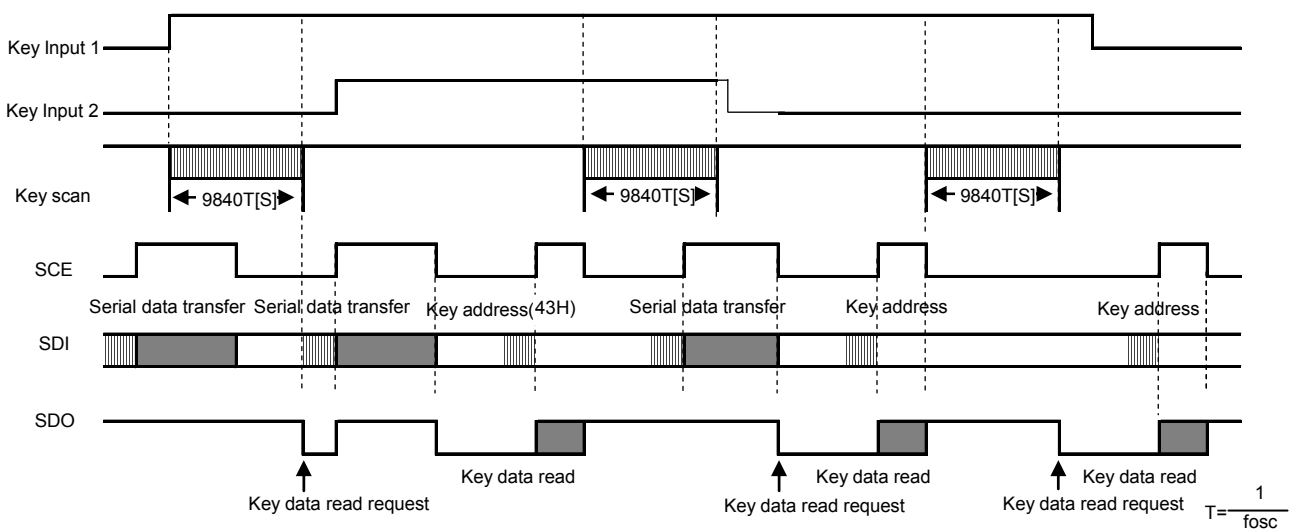 Key Input 1
Key Input 2
Key scan
9840T[S]
9840T[S]
9840T[S]
SCE
Serial data transfer
Serial data transfer
Key address(43H)
Serial data transfer
Key address
Key address
SDI
SDO
Key data read
Key data read
Key data read
Key data read request
Key data read request
Key data read request
T=1
fosc